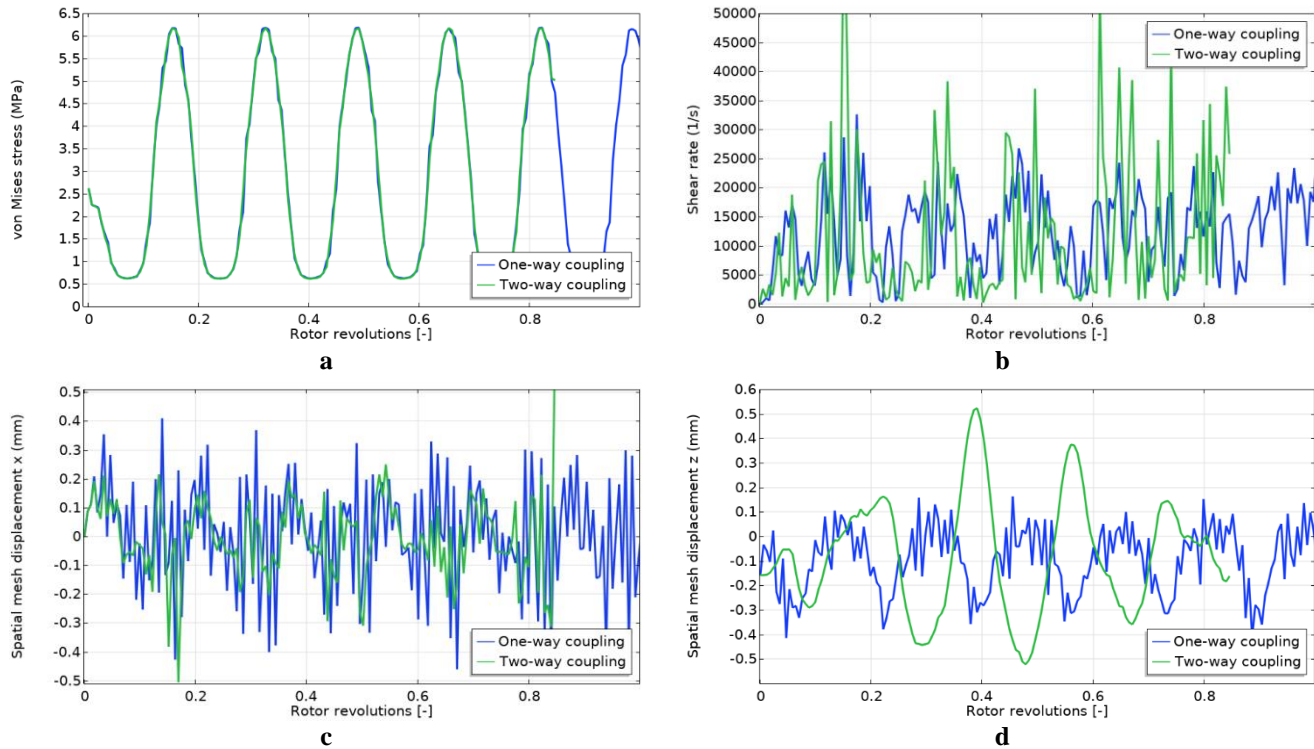 6.5
6
5.5
5
4.5
4
3.5
3
2.5
2
1.5
1
0.5
0
von Mises stress (MPa)
One-way coupling
Two-way coupling
0 0.2 0.4 0.6 0.8
Rotor revolutions [-]
a
50000
45000
40000
35000
30000
25000
20000
15000
10000
5000
0
Shear rate (1/s)
One-way coupling
Two-way coupling
0 0.2 0.4 0.6 0.8
Rotor revolutions [-]
b
0.5
0.4
0.3
0.2
0.1
0
-0.1
-0.2
-0.3
-0.4
-0.5
Spatial mesh displacement x (mm)
One-way coupling
Two-way coupling
0 0.2 0.4 0.6 0.8
Rotor revolutions [-]
c
0.6
0.5
0.4
0.3
0.2
0.1
0
-0.1
-0.2
-0.3
-0.4
-0.5
Spatial mesh displacement z (mm)
One-way coupling
Two-way coupling
0 0.2 0.4 0.6 0.8
Rotor revolutions [-]
d